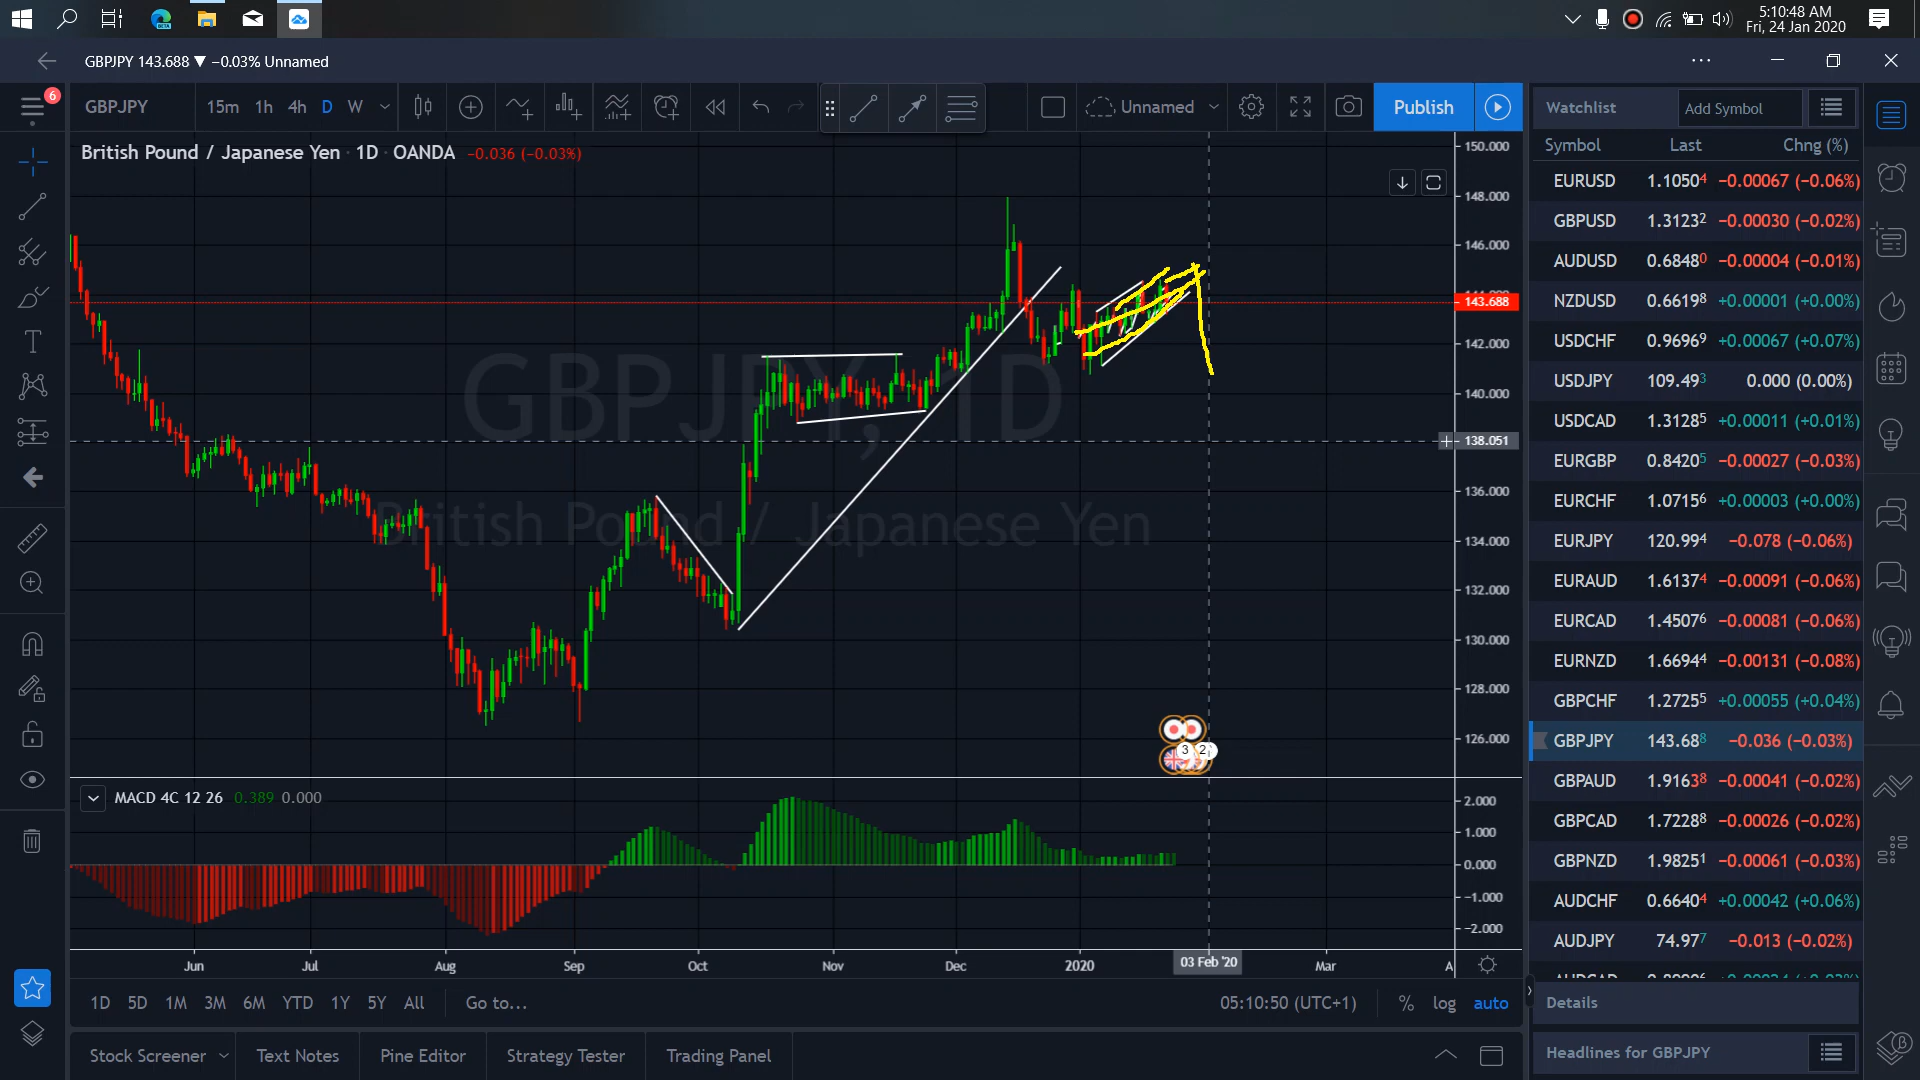 5:10:48 AM
Fri, 24 Jan 2020
GBPJPY 143.688 ▼ −0.03% Unnamed
6
GBPJPY 15m 1h 4h D W Unnamed Publish
Watchlist Add Symbol
British Pound / Japanese Yen · 1D · OANDA −0.036 (−0.03%)
Symbol Last Chng (%)
EURUSD 1.10504 −0.00067 (−0.06%)
GBPUSD 1.31232 −0.00030 (−0.02%)
AUDUSD 0.68480 −0.00004 (−0.01%)
NZDUSD 0.66198 +0.00001 (+0.00%)
USDCHF 0.96969 +0.00067 (+0.07%)
USDJPY 109.493 0.000 (0.00%)
USDCAD 1.31285 +0.00011 (+0.01%)
EURGBP 0.84205 −0.00027 (−0.03%)
EURCHF 1.07156 +0.00003 (+0.00%)
EURJPY 120.994 −0.078 (−0.06%)
EURAUD 1.61374 −0.00091 (−0.06%)
EURCAD 1.45076 −0.00081 (−0.06%)
EURNZD 1.66944 −0.00131 (−0.08%)
GBPCHF 1.27255 +0.00055 (+0.04%)
GBPJPY 143.688 −0.036 (−0.03%)
GBPAUD 1.91638 −0.00041 (−0.02%)
GBPCAD 1.72288 −0.00026 (−0.02%)
GBPNZD 1.98251 −0.00061 (−0.03%)
AUDCHF 0.66404 +0.00042 (+0.06%)
AUDJPY 74.977 −0.013 (−0.02%)
150.000
148.000
146.000
143.688
142.000
140.000
138.051
136.000
134.000
132.000
130.000
128.000
126.000
GBPJPY, 1D
British Pound / Japanese Yen
3 2
MACD 4C 12 26 0.389 0.000
2.000
1.000
0.000
−1.000
−2.000
Jun Jul Aug Sep Oct Nov Dec 2020 03 Feb '20 Mar A
1D 5D 1M 3M 6M YTD 1Y 5Y All Go to... 05:10:50 (UTC+1) % log auto
Details
Stock Screener Text Notes Pine Editor Strategy Tester Trading Panel
Headlines for GBPJPY